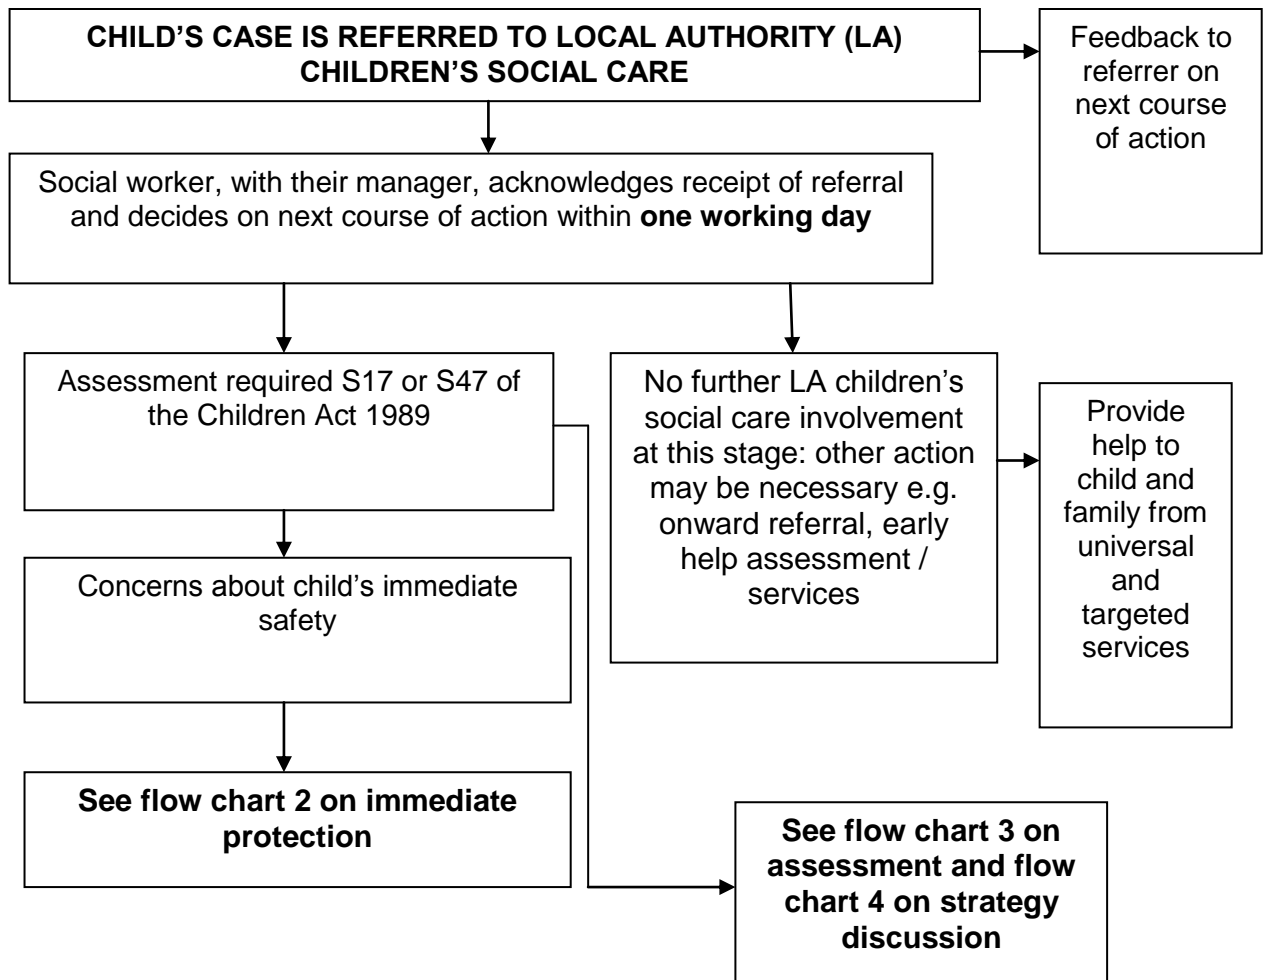 CHILD’S CASE IS REFERRED TO LOCAL AUTHORITY (LA)
CHILDREN’S SOCIAL CARE
Feedback to
referrer on
next course
of action
Social worker, with their manager, acknowledges receipt of referral
and decides on next course of action within one working day
Assessment required S17 or S47 of
the Children Act 1989
No further LA children’s
social care involvement
at this stage: other action
may be necessary e.g.
onward referral, early
help assessment /
services
Provide
help to
child and
family from
universal
and
targeted
services
Concerns about child’s immediate
safety
See flow chart 2 on immediate
protection
See flow chart 3 on
assessment and flow
chart 4 on strategy
discussion